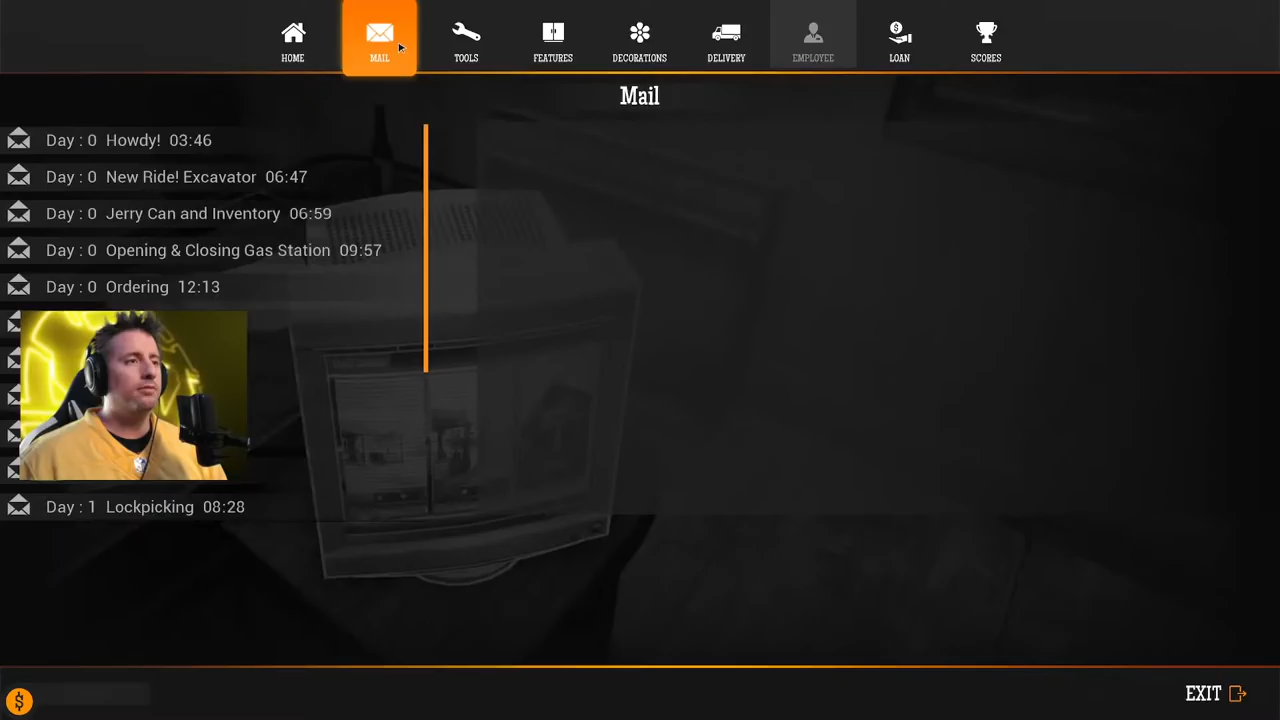 HOME
MAIL
TOOLS
FEATURES
DECORATIONS
DELIVERY
EMPLOYEE
LOAN
SCORES
Mail
Day : 0 Howdy! 03:46
Day : 0 New Ride! Excavator 06:47
Day : 0 Jerry Can and Inventory 06:59
Day : 0 Opening & Closing Gas Station 09:57
Day : 0 Ordering 12:13
Day : 1 Lockpicking 08:28
$
EXIT